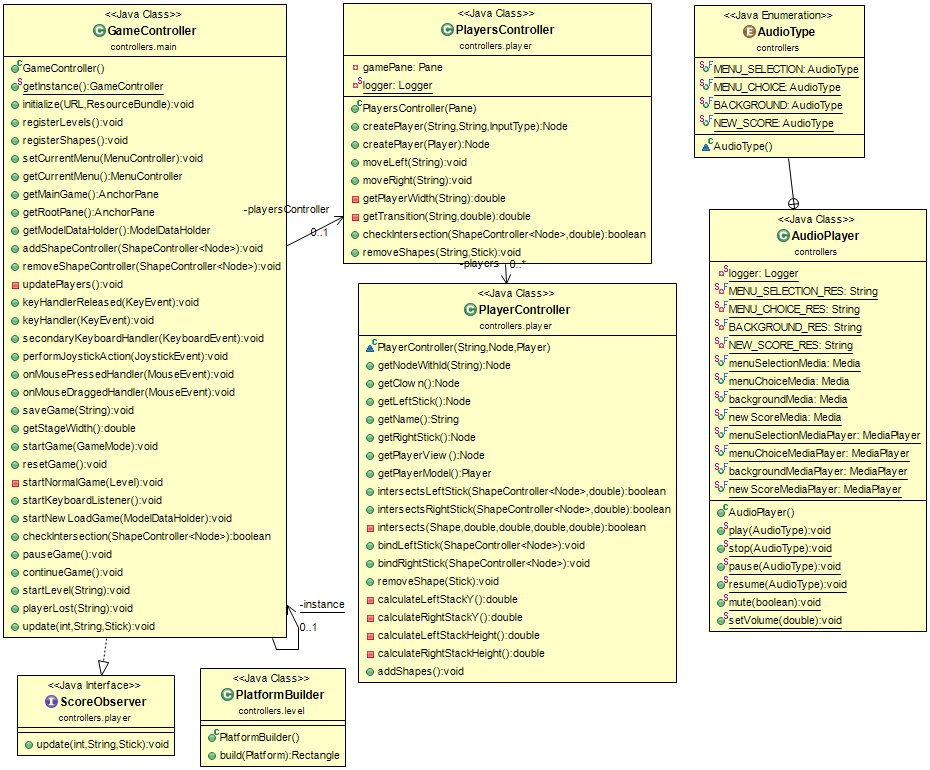 <<Java Class>>
GameController
controllers.main
GameController()
getInstance():GameController
initialize(URL,ResourceBundle):void
registerLevels():void
registerShapes():void
setCurrentMenu(MenuController):void
getCurrentMenu():MenuController
getMainGame():AnchorPane
getRootPane():AnchorPane
getModelDataHolder():ModelDataHolder
addShapeController(ShapeController<Node>):void
removeShapeController(ShapeController<Node>):void
updatePlayers():void
keyHandlerReleased(KeyEvent):void
keyHandler(KeyEvent):void
secondaryKeyboardHandler(KeyboardEvent):void
performJoystickAction(JoystickEvent):void
onMousePressedHandler(MouseEvent):void
onMouseDraggedHandler(MouseEvent):void
saveGame(String):void
getStageWidth():double
startGame(GameMode):void
resetGame():void
startNormalGame(Level):void
startKeyboardListener():void
startNewLoadGame(ModelDataHolder):void
checkIntersection(ShapeController<Node>):boolean
pauseGame():void
continueGame():void
startLevel(String):void
playerLost(String):void
update(int,String,Stick):void
-playersController
0..1
-instance
0..1
<<Java Interface>>
ScoreObserver
controllers.player
update(int,String,Stick):void
<<Java Class>>
PlatformBuilder
controllers.level
PlatformBuilder()
build(Platform):Rectangle
<<Java Class>>
PlayersController
controllers.player
gamePane: Pane
logger: Logger
PlayersController(Pane)
createPlayer(String,String,InputType):Node
createPlayer(Player):Node
moveLeft(String):void
moveRight(String):void
getPlayerWidth(String):double
getTransition(String,double):double
checkIntersection(ShapeController<Node>,double):boolean
removeShapes(String,Stick):void
-players 0..*
<<Java Class>>
PlayerController
controllers.player
PlayerController(String,Node,Player)
getNodeWithId(String):Node
getClown():Node
getLeftStick():Node
getName():String
getRightStick():Node
getPlayerView():Node
getPlayerModel():Player
intersectsLeftStick(ShapeController<Node>,double):boolean
intersectsRightStick(ShapeController<Node>,double):boolean
intersects(Shape,double,double,double,double):boolean
bindLeftStick(ShapeController<Node>):void
bindRightStick(ShapeController<Node>):void
removeShape(Stick):void
calculateLeftStackY():double
calculateRightStackY():double
calculateLeftStackHeight():double
calculateRightStackHeight():double
addShapes():void
<<Java Enumeration>>
AudioType
controllers
MENU_SELECTION: AudioType
MENU_CHOICE: AudioType
BACKGROUND: AudioType
NEW_SCORE: AudioType
AudioType()
<<Java Class>>
AudioPlayer
controllers
logger: Logger
MENU_SELECTION_RES: String
MENU_CHOICE_RES: String
BACKGROUND_RES: String
NEW_SCORE_RES: String
menuSelectionMedia: Media
menuChoiceMedia: Media
backgroundMedia: Media
newScoreMedia: Media
menuSelectionMediaPlayer: MediaPlayer
menuChoiceMediaPlayer: MediaPlayer
backgroundMediaPlayer: MediaPlayer
newScoreMediaPlayer: MediaPlayer
AudioPlayer()
play(AudioType):void
stop(AudioType):void
pause(AudioType):void
resume(AudioType):void
mute(boolean):void
setVolume(double):void